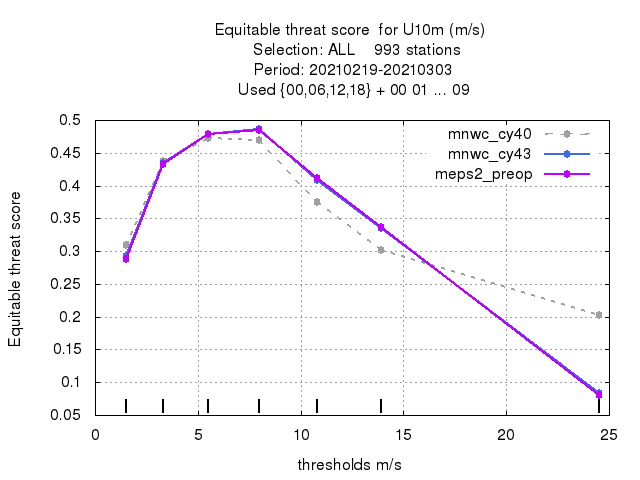 Equitable threat score for U10m (m/s)
Selection: ALL 993 stations
Period: 20210219-20210303
Used {00,06,12,18} + 00 01 ... 09
mnwc_cy40
mnwc_cy43
meps2_preop
Equitable threat score
0.5
0.45
0.4
0.35
0.3
0.25
0.2
0.15
0.1
0.05
0 5 10 15 20 25
thresholds m/s